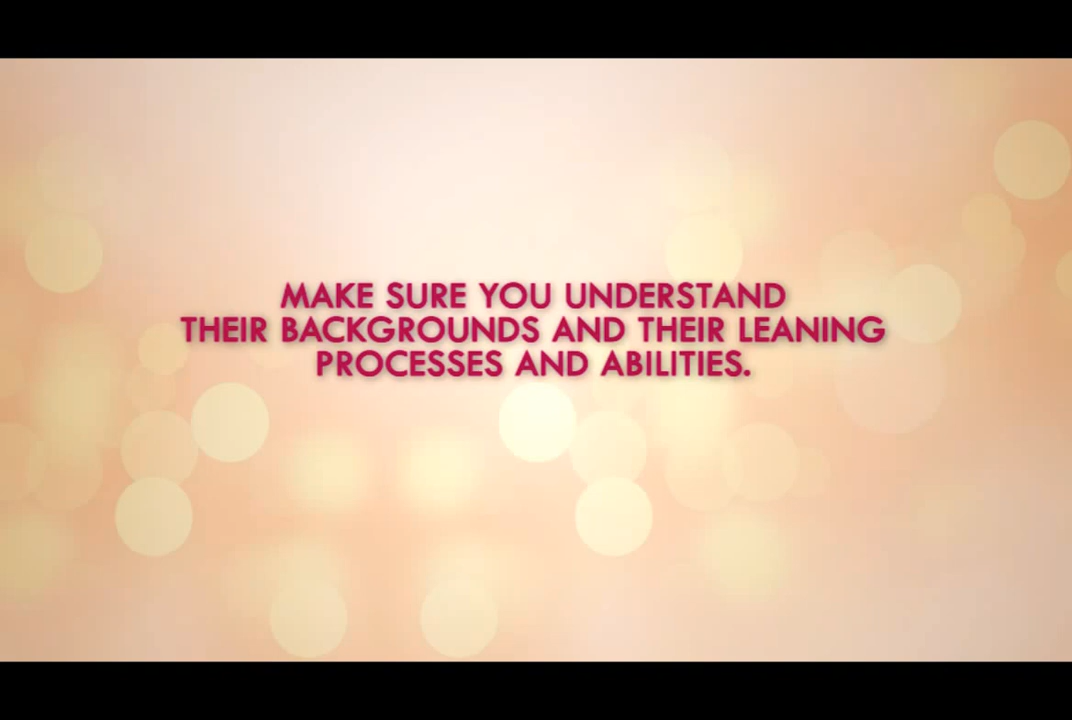 MAKE SURE YOU UNDERSTAND
THEIR BACKGROUNDS AND THEIR LEANING
PROCESSES AND ABILITIES.